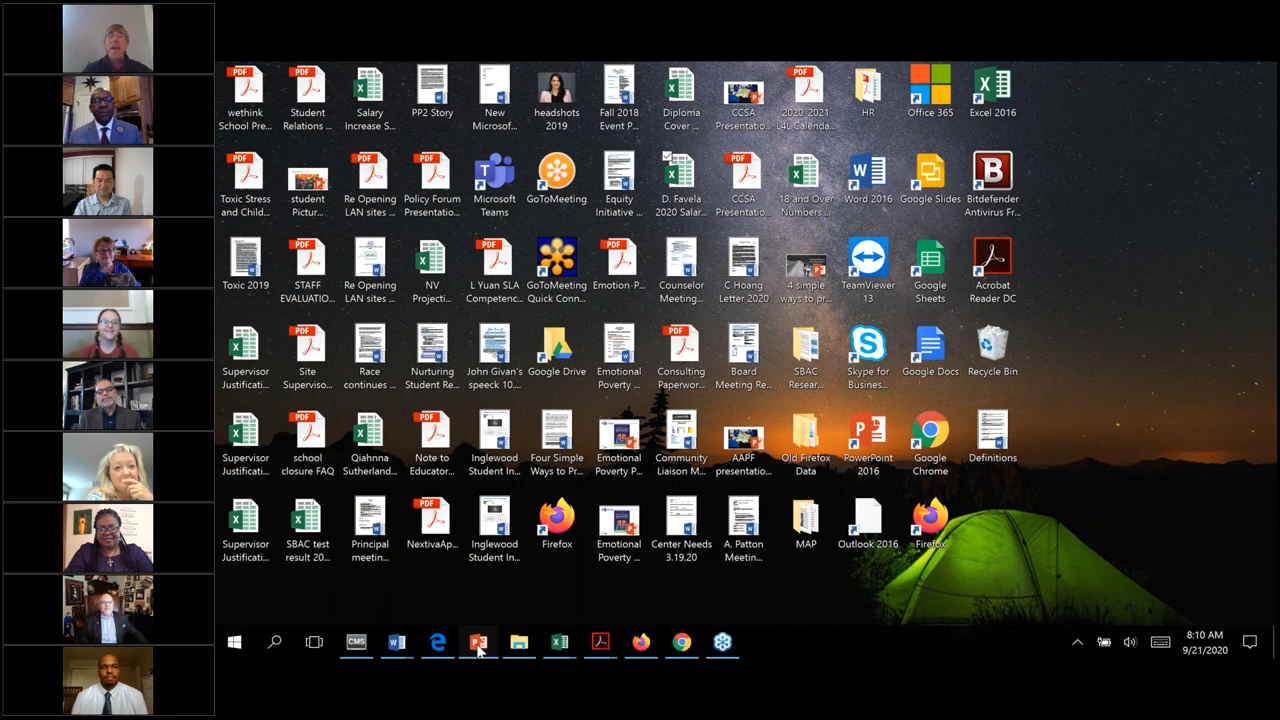 wethink
School Pre...
Student
Relations ...
Salary
Increase S...
PP2 Story
New
Microsof...
headshots
2019
Fall 2018
Event P...
Diploma
Cover ...
CCSA
Presentatio...
2020-2021
L4L Calenda...
HR
Office 365
Excel 2016
Toxic Stress
and Child...
student
Pictur...
Re Opening
LAN sites ...
Policy Forum
Presentatio...
Microsoft
Teams
GoToMeeting
Equity
Initiative ...
D. Favela
2020 Salar...
CCSA
Presentatio...
18 and Over
Numbers ...
Word 2016
Google Slides
Bitdefender
Antivirus Fr...
Toxic 2019
STAFF
EVALUATIO...
Re Opening
LAN sites ...
NV
Projecti...
L Yuan SLA
Competenc...
GoToMeeting
Quick Conn...
Emotion-P...
Counselor
Meeting...
C Hoang
Letter 2020
4 simple
ways to pr...
TeamViewer
13
Google
Sheets
Acrobat
Reader DC
Supervisor
Justificati...
Site
Superviso...
Race
continues ...
Nurturing
Student Re...
John Givan's
speeck 10....
Google Drive
Emotional
Poverty ...
Consulting
Paperwor...
Board
Meeting Re...
SBAC
Resear...
Skype for
Busines...
Google Docs
Recycle Bin
Supervisor
Justificati...
school
closure FAQ
Qiahnna
Sutherland...
Note to
Educator...
Inglewood
Student In...
Four Simple
Ways to Pr...
Emotional
Poverty P...
Community
Liaison M...
AAPF
presentatio...
Old Firefox
Data
PowerPoint
2016
Google
Chrome
Definitions
Supervisor
Justificati...
SBAC test
result 20...
Principal
meetin...
NextivaAp...
Inglewood
Student In...
Firefox
Emotional
Poverty ...
Center Needs
3.19.20
A. Patton
Meetin...
MAP
Outlook 2016
Firefox
CMS
8:10 AM
9/21/2020